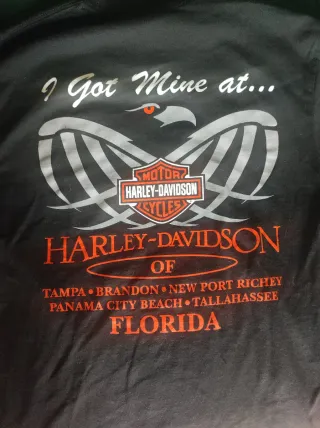 I Got Mine at...
MOTOR
HARLEY-DAVIDSON
CYCLES
HARLEY-DAVIDSON
OF
TAMPA • BRANDON • NEW PORT RICHEY
PANAMA CITY BEACH • TALLAHASSEE
FLORIDA